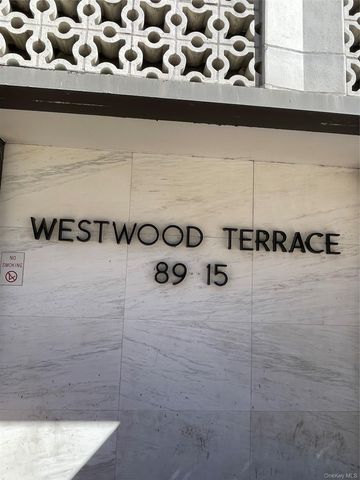 WESTWOOD TERRACE
89 15
NO
SMOKING
OneKey MLS